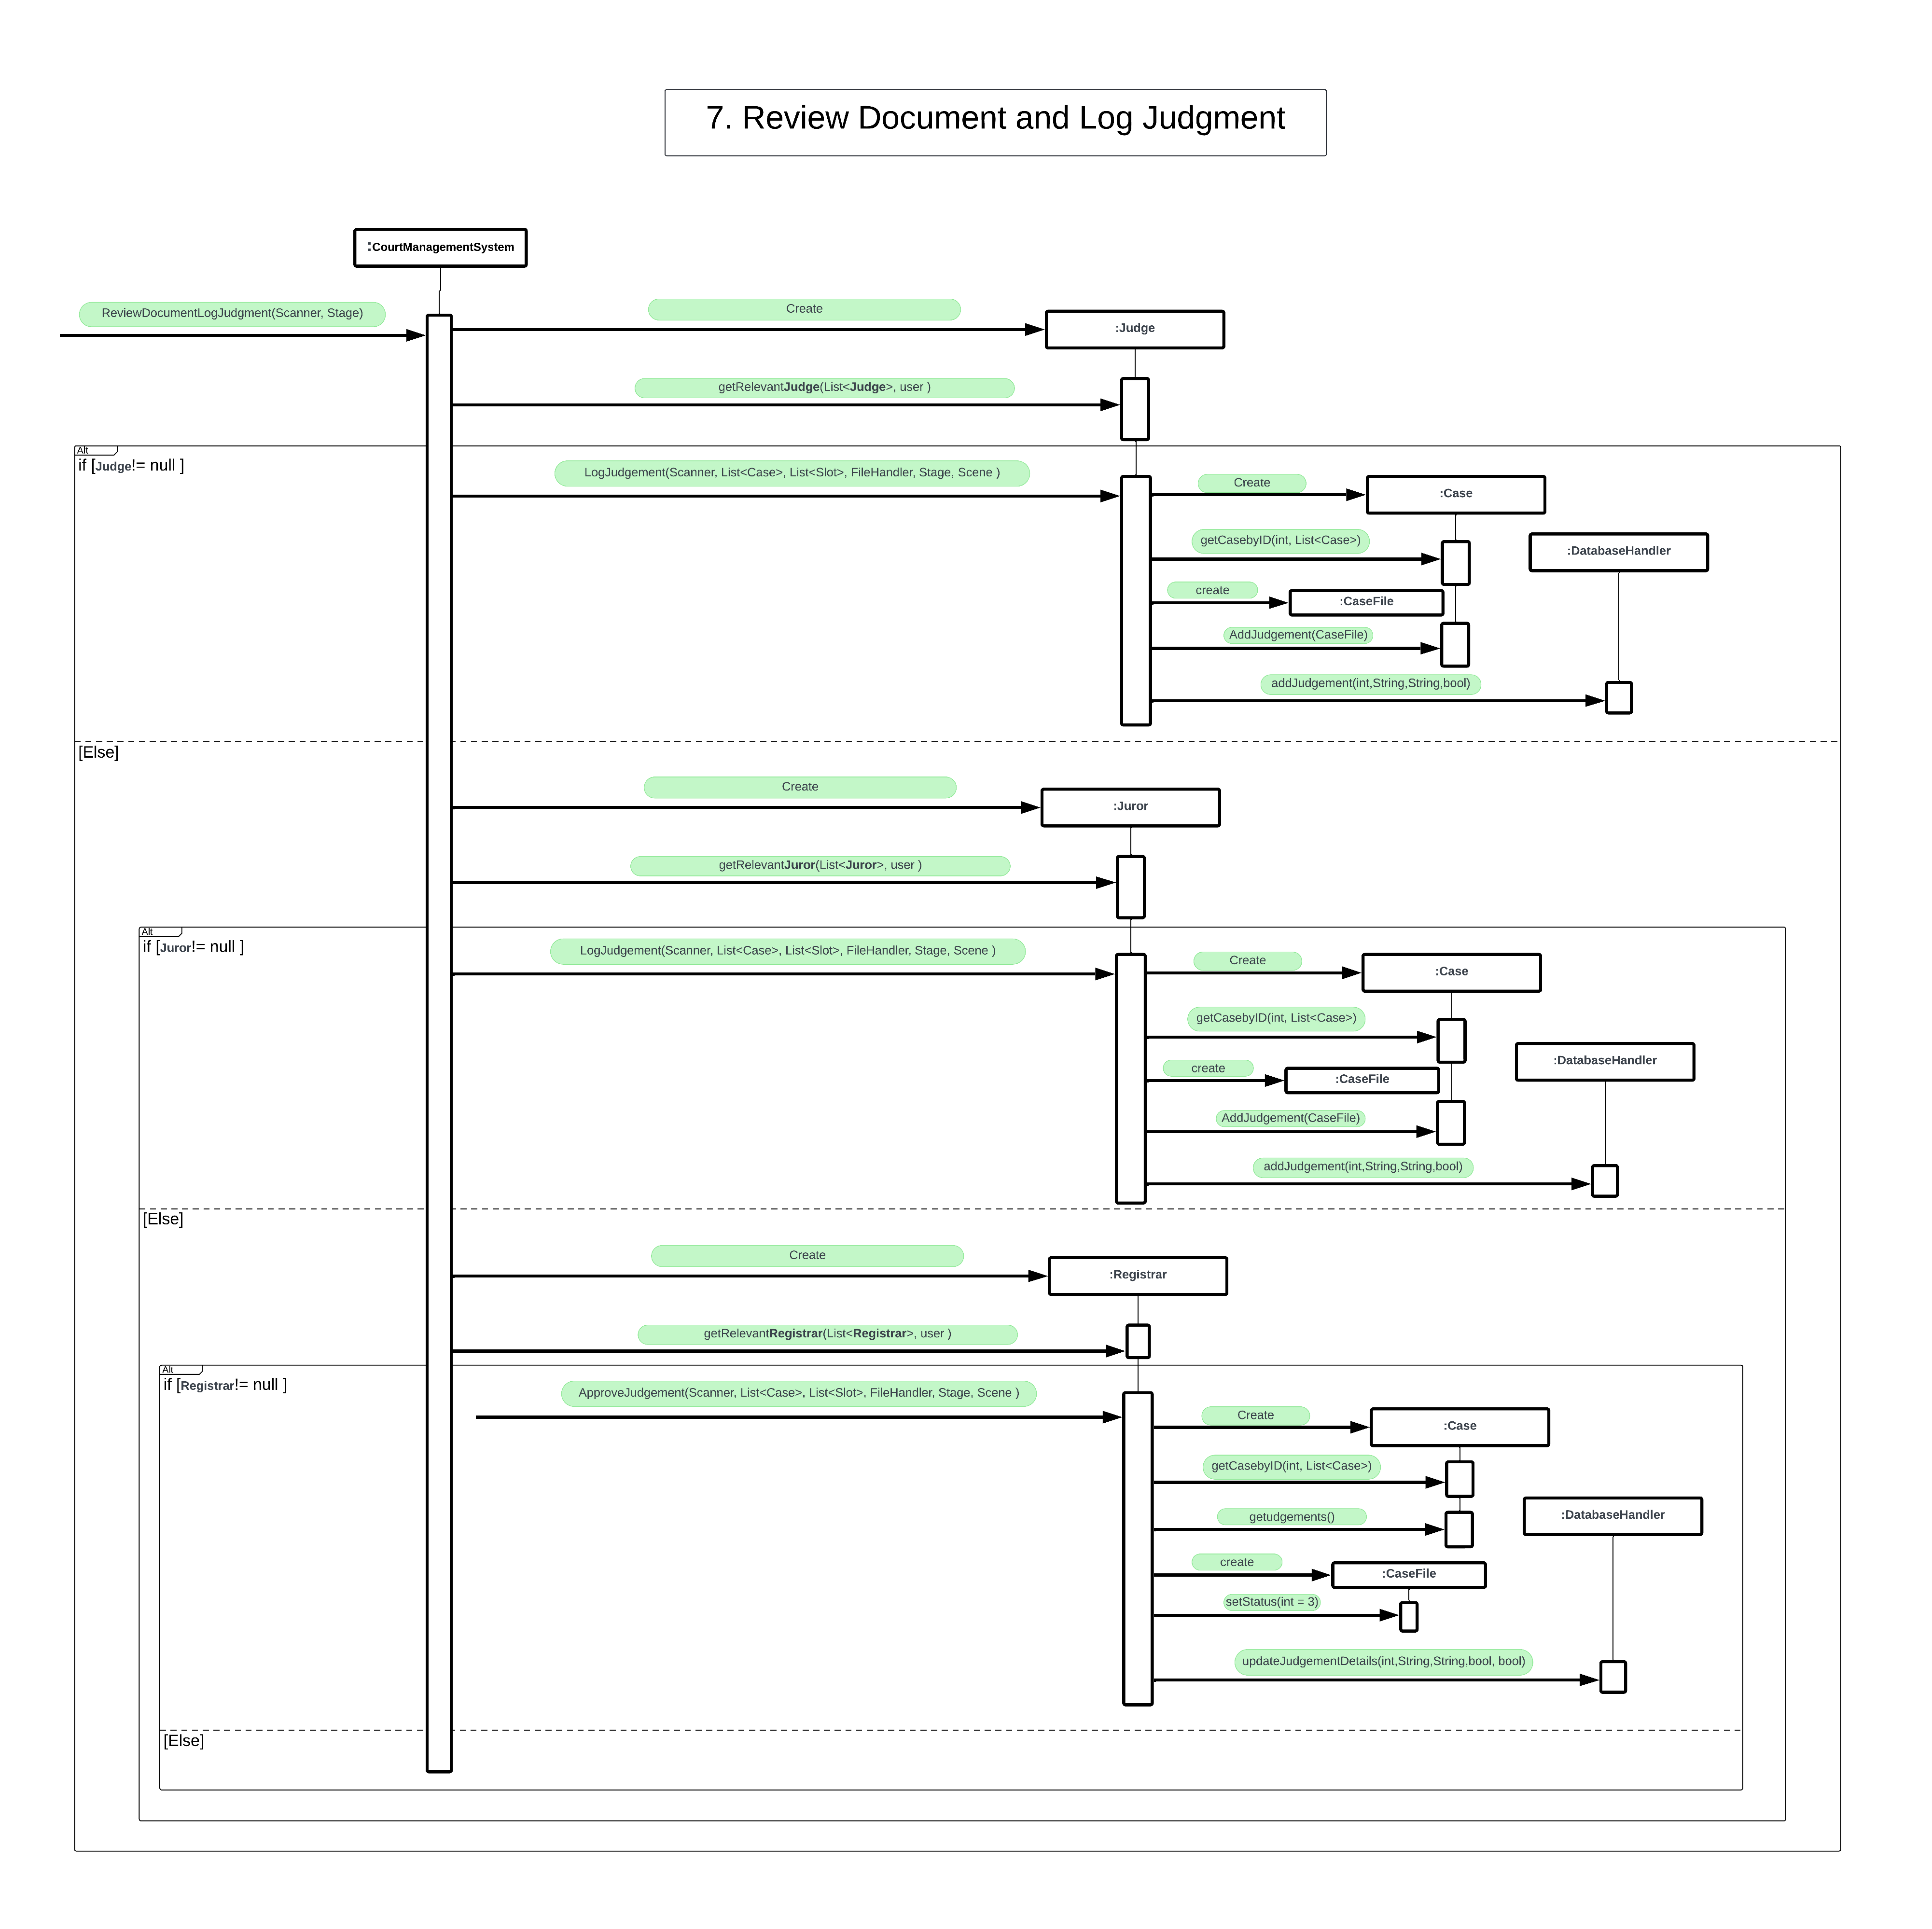 7. Review Document and Log Judgment
:CourtManagementSystem
ReviewDocumentLogJudgment(Scanner, Stage)
Create
:Judge
getRelevantJudge(List<Judge>, user )
Alt
if [Judge!= null ]
LogJudgement(Scanner, List<Case>, List<Slot>, FileHandler, Stage, Scene )
Create
:Case
getCasebyID(int, List<Case>)
:DatabaseHandler
create
:CaseFile
AddJudgement(CaseFile)
addJudgement(int,String,String,bool)
[Else]
Create
:Juror
getRelevantJuror(List<Juror>, user )
Alt
if [Juror!= null ]
LogJudgement(Scanner, List<Case>, List<Slot>, FileHandler, Stage, Scene )
Create
:Case
getCasebyID(int, List<Case>)
:DatabaseHandler
create
:CaseFile
AddJudgement(CaseFile)
addJudgement(int,String,String,bool)
[Else]
Create
:Registrar
getRelevantRegistrar(List<Registrar>, user )
Alt
if [Registrar!= null ]
ApproveJudgement(Scanner, List<Case>, List<Slot>, FileHandler, Stage, Scene )
Create
:Case
getCasebyID(int, List<Case>)
:DatabaseHandler
getudgements()
create
:CaseFile
setStatus(int = 3)
updateJudgementDetails(int,String,String,bool, bool)
[Else]